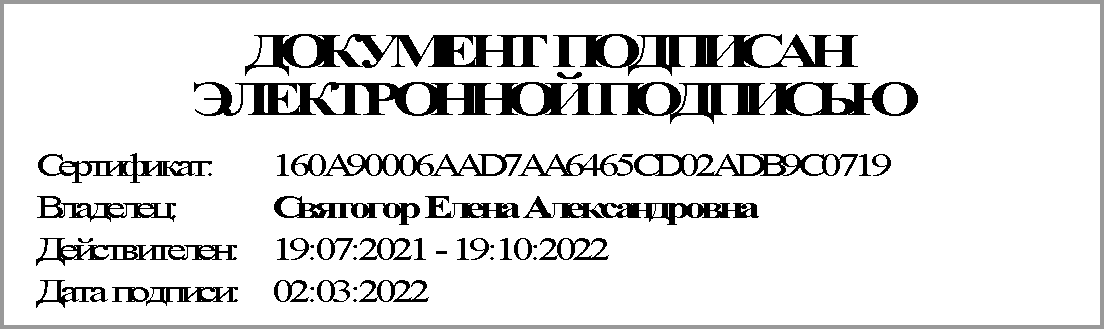 ДОКУМЕНТ ПОДПИСАН
ЭЛЕКТРОННОЙ ПОДПИСЬЮ
Сертификат: 160A90006AAD7AA6465CD02ADB9C0719
Владелец: Святогор Елена Александровна
Действителен: 19:07:2021 - 19:10:2022
Дата подписи: 02:03:2022